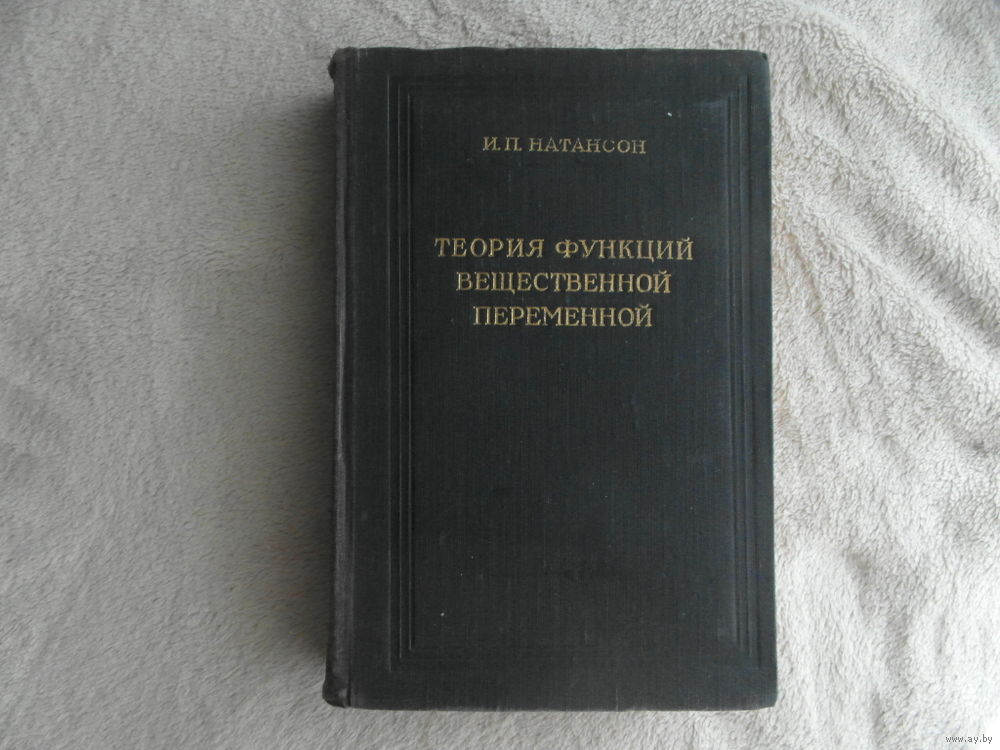 И. П. НАТАНСОН
ТЕОРИЯ ФУНКЦИЙ
ВЕЩЕСТВЕННОЙ
ПЕРЕМЕННОЙ
www.ay.by